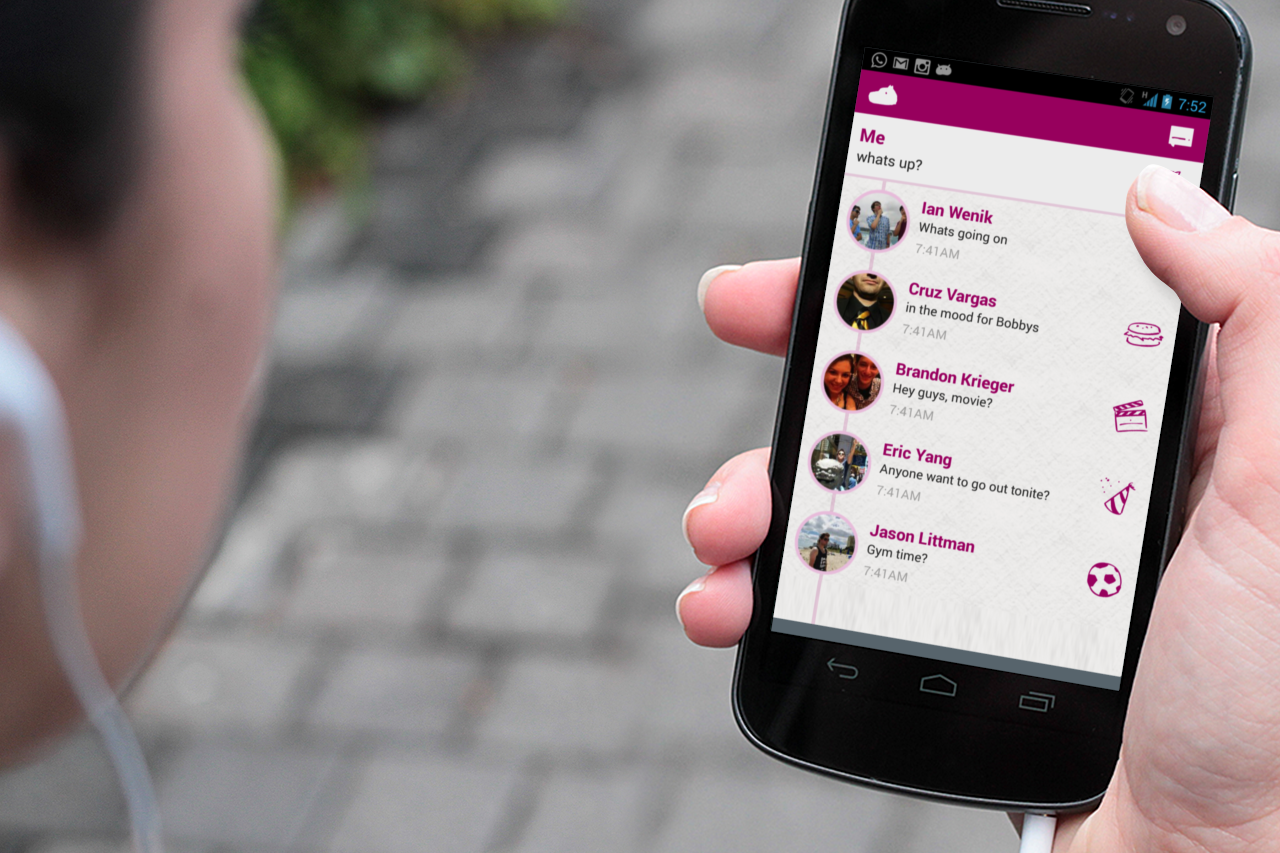 H 7:52
Me
whats up?
Ian Wenik
Whats going on
7:41AM
Cruz Vargas
in the mood for Bobbys
7:41AM
Brandon Krieger
Hey guys, movie?
7:41AM
Eric Yang
Anyone want to go out tonite?
7:41AM
Jason Littman
Gym time?
7:41AM